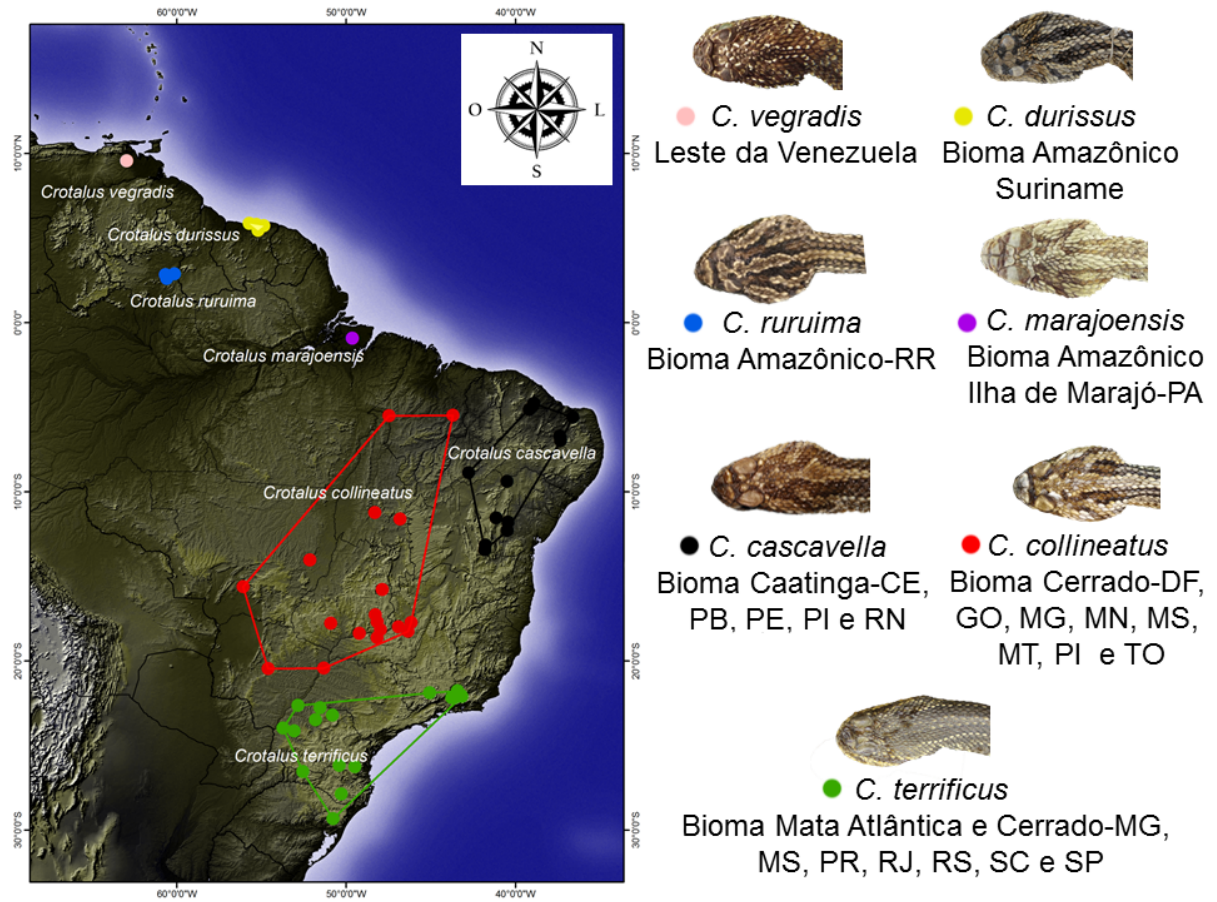 60°0'0"W 50°0'0"W 40°0'0"W
N
O L
S
10°0'0"N 10°0'0"N
0°0'0" 0°0'0"
10°0'0"S 10°0'0"S
20°0'0"S 20°0'0"S
30°0'0"S 30°0'0"S
60°0'0"W 50°0'0"W 40°0'0"W
Crotalus vegradis
Crotalus durissus
Crotalus ruruima
Crotalus marajoensis
Crotalus cascavella
Crotalus collineatus
Crotalus terrificus
C. vegradis
Leste da Venezuela
C. durissus
Bioma Amazônico
Suriname
C. ruruima
Bioma Amazônico-RR
C. marajoensis
Bioma Amazônico
Ilha de Marajó-PA
C. cascavella
Bioma Caatinga-CE,
PB, PE, PI e RN
C. collineatus
Bioma Cerrado-DF,
GO, MG, MN, MS,
MT, PI e TO
C. terrificus
Bioma Mata Atlântica e Cerrado-MG,
MS, PR, RJ, RS, SC e SP